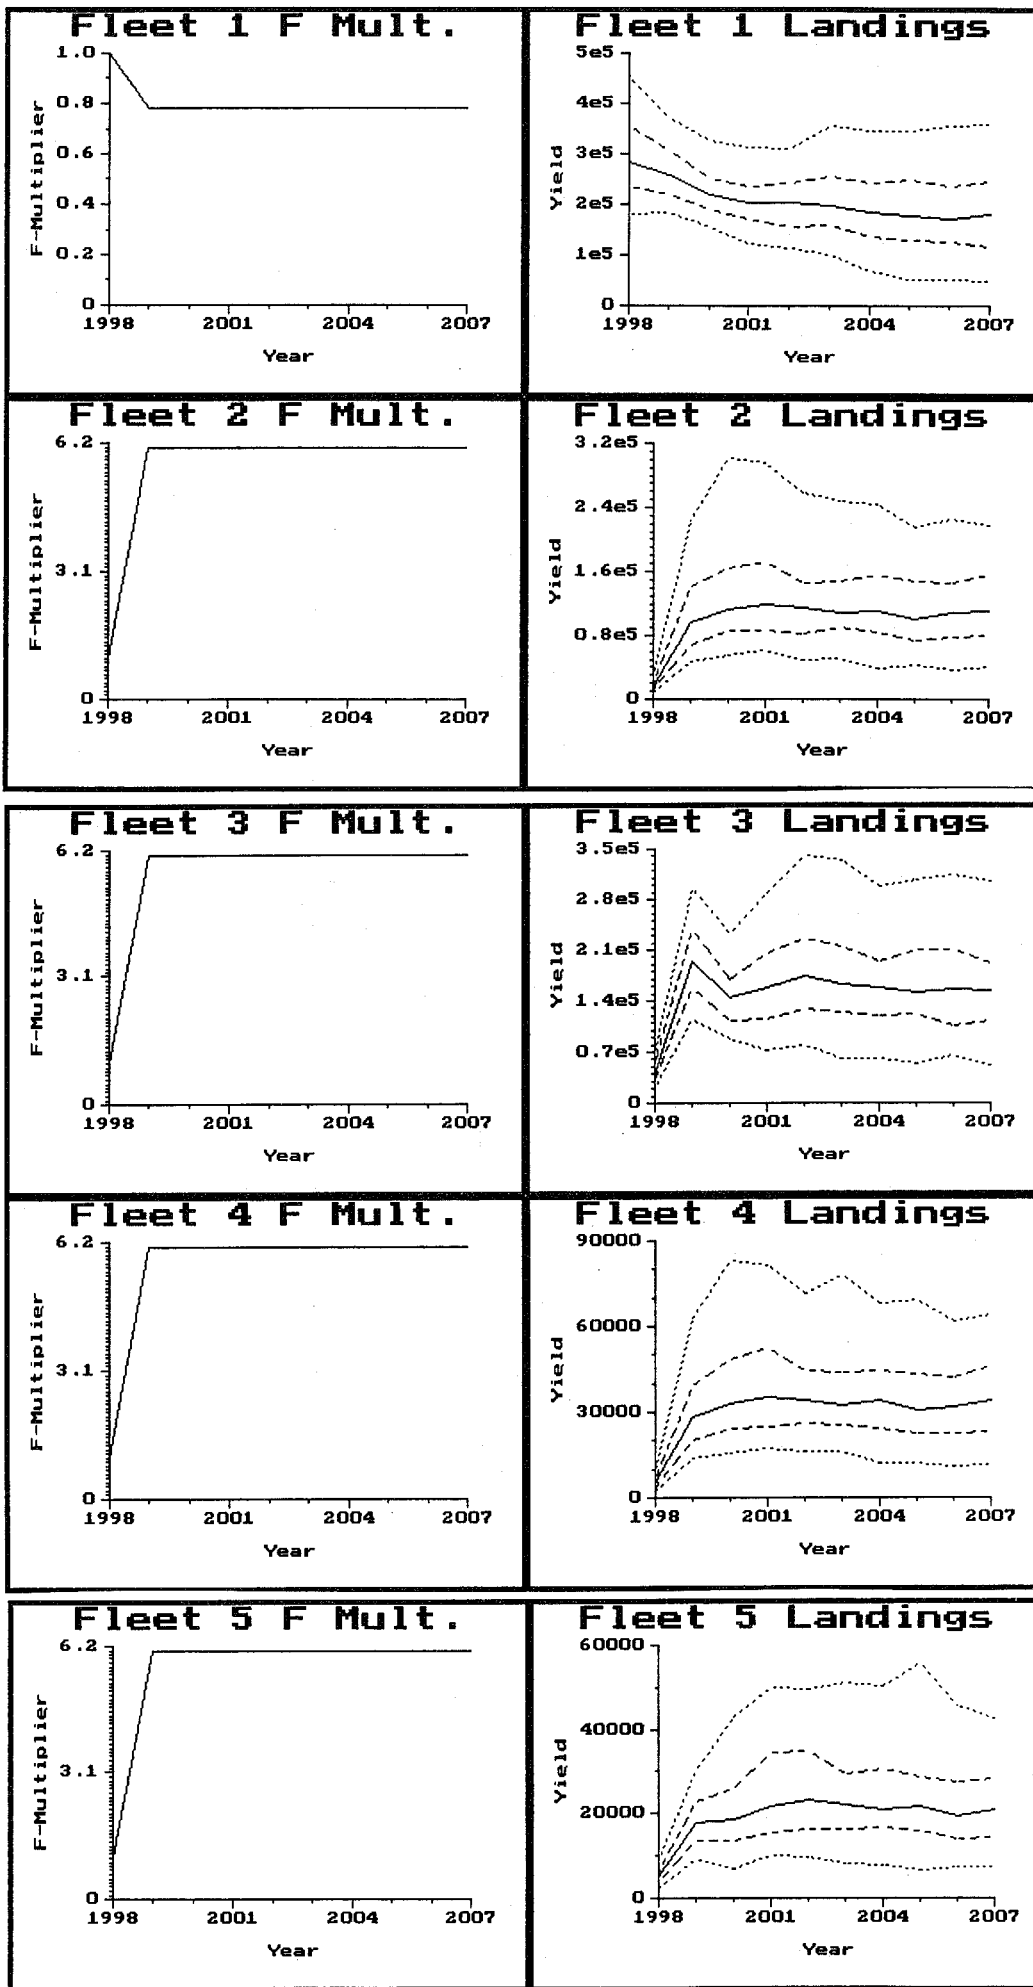 Fleet 1 F Mult.
F-Multiplier
1.0
0.8
0.6
0.4
0.2
0
1998 2001 2004 2007
Year
Fleet 1 Landings
Yield
5e5
4e5
3e5
2e5
1e5
0
1998 2001 2004 2007
Year
Fleet 2 F Mult.
F-Multiplier
6.2
3.1
0
1998 2001 2004 2007
Year
Fleet 2 Landings
Yield
3.2e5
2.4e5
1.6e5
0.8e5
0
1998 2001 2004 2007
Year
Fleet 3 F Mult.
F-Multiplier
6.2
3.1
0
1998 2001 2004 2007
Year
Fleet 3 Landings
Yield
3.5e5
2.8e5
2.1e5
1.4e5
0.7e5
0
1998 2001 2004 2007
Year
Fleet 4 F Mult.
F-Multiplier
6.2
3.1
0
1998 2001 2004 2007
Year
Fleet 4 Landings
Yield
90000
60000
30000
0
1998 2001 2004 2007
Year
Fleet 5 F Mult.
F-Multiplier
6.2
3.1
0
1998 2001 2004 2007
Year
Fleet 5 Landings
Yield
60000
40000
20000
0
1998 2001 2004 2007
Year